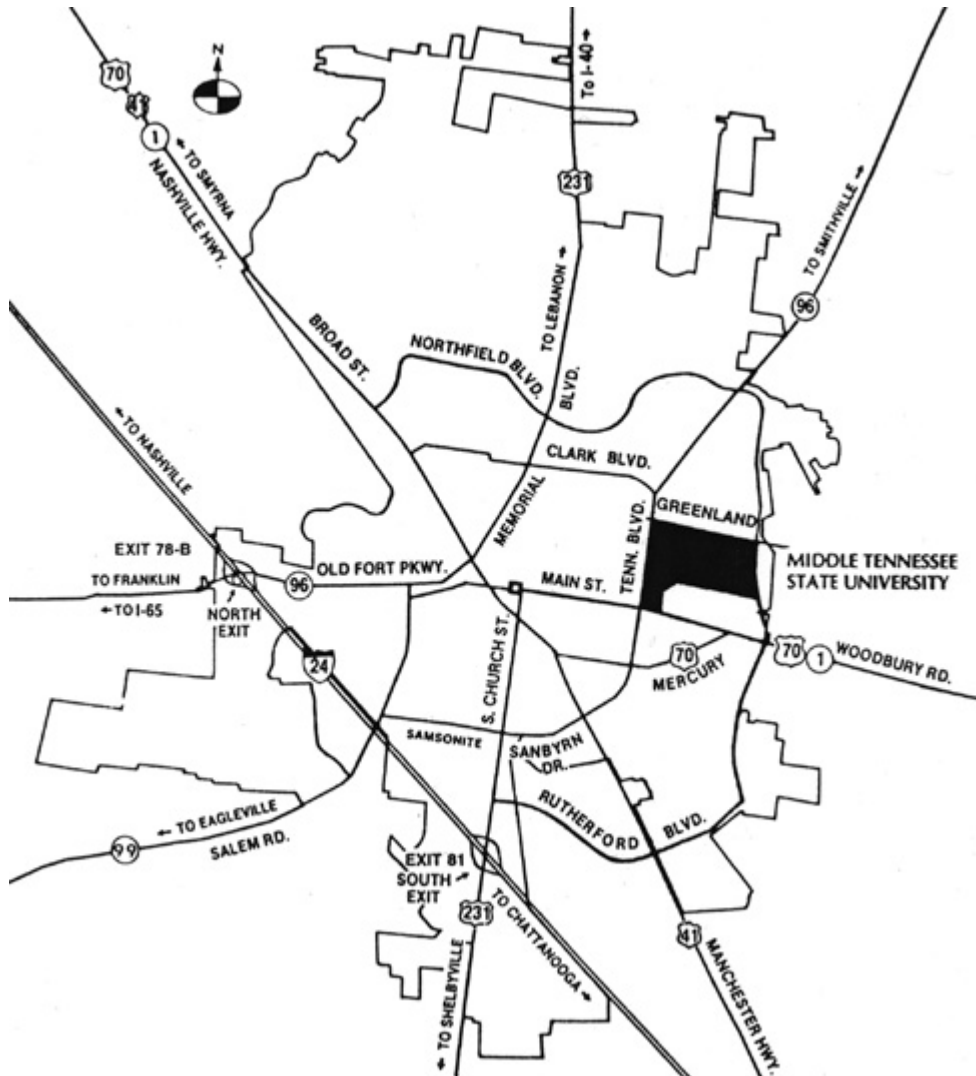 N
70
41
1
← TO SMYRNA
NASHVILLE HWY.
To I-40 →
231
TO LEBANON →
TO SMITHVILLE →
96
BROAD ST.
NORTHFIELD BLVD.
BLVD.
MEMORIAL
CLARK BLVD.
← TO NASHVILLE
TENN. BLVD.
GREENLAND
MIDDLE TENNESSEE
STATE UNIVERSITY
EXIT 78-B
TO FRANKLIN
← TO I-65
NORTH
EXIT
96
OLD FORT PKWY.
MAIN ST.
70
1
WOODBURY RD.
24
S. CHURCH ST.
70
MERCURY
SAMSONITE
SANBYRN
DR.
RUTHERFORD
BLVD.
← TO EAGLEVILLE
SALEM RD.
99
EXIT 81
SOUTH
EXIT
231
← TO SHELBYVILLE
TO CHATTANOOGA →
41
MANCHESTER HWY.